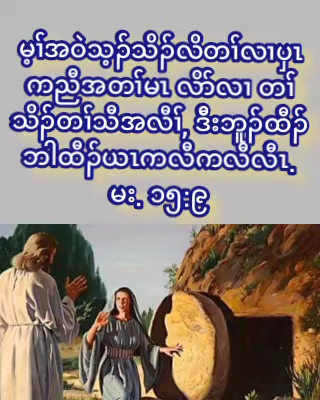 မ့ၢ်အဝဲသ့ၣ်သိၣ်လိတၢ်လၢပှၤ
ကညီအတၢ်မၤ လိာ်လၢ တၢ်
သိၣ်တၢ်သီအလီၢ်, ဒီးဘူၣ်ထီၣ်
ဘါထီၣ်ယၤကလီကလီလီၤ.
မး. ၁၅:၉